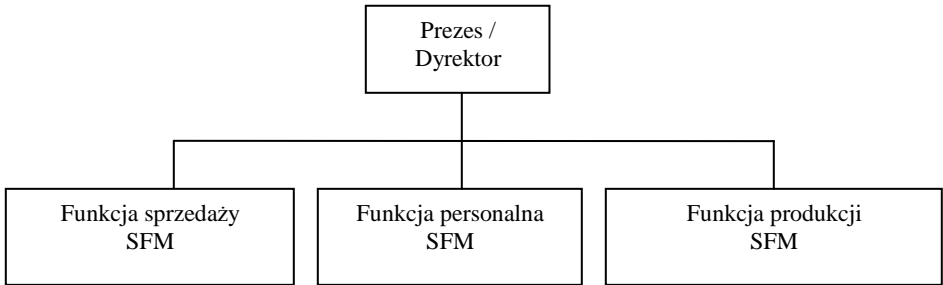 Prezes /
Dyrektor
Funkcja sprzedaży
SFM
Funkcja personalna
SFM
Funkcja produkcji
SFM